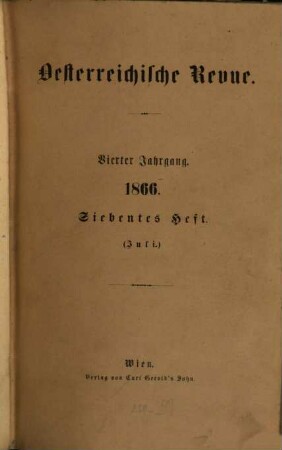 Oesterreichische Revue.
Vierter Jahrgang.
1866.
Siebentes Heft.
(Juli.)
Wien.
Verlag von Carl Gerold's Sohn